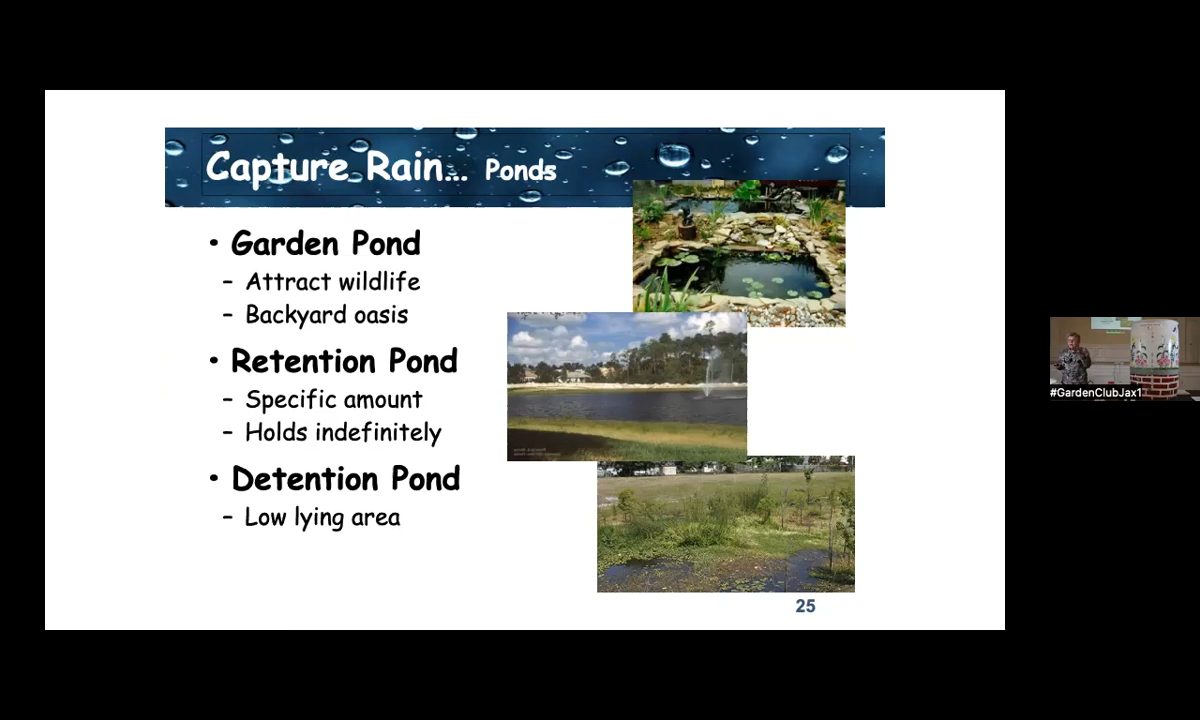 Capture Rain... Ponds
• Garden Pond
– Attract wildlife
– Backyard oasis
• Retention Pond
– Specific amount
– Holds indefinitely
• Detention Pond
– Low lying area
25
#GardenClubJax1